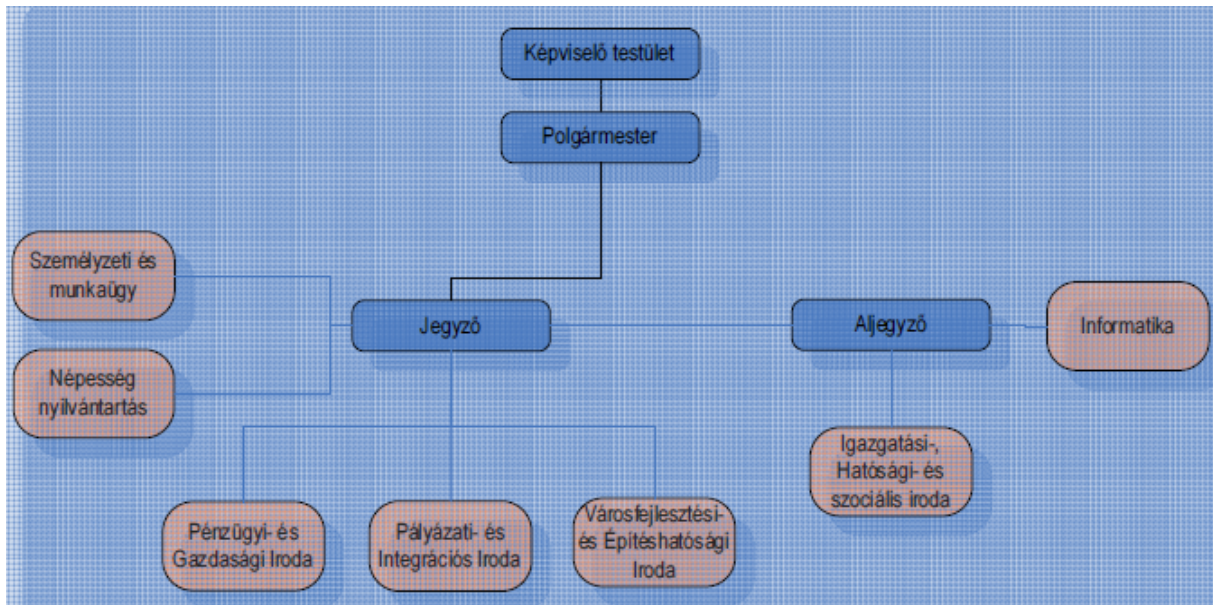 Képviselő testület
Polgármester
Személyzeti és
munkaügy
Népesség
nyilvántartás
Jegyző
Aljegyző
Informatika
Igazgatási-,
Hatósági- és
szociális iroda
Pénzügyi- és
Gazdasági Iroda
Pályázati- és
Integrációs Iroda
Városfejlesztési-
és Építéshatósági
Iroda